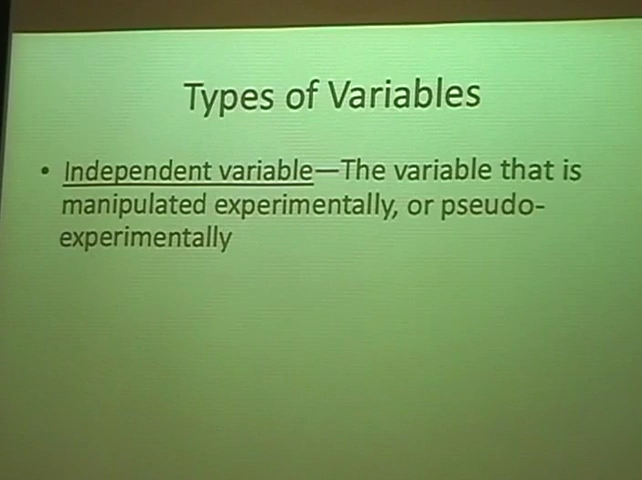 Types of Variables
• Independent variable—The variable that is
manipulated experimentally, or pseudo-
experimentally